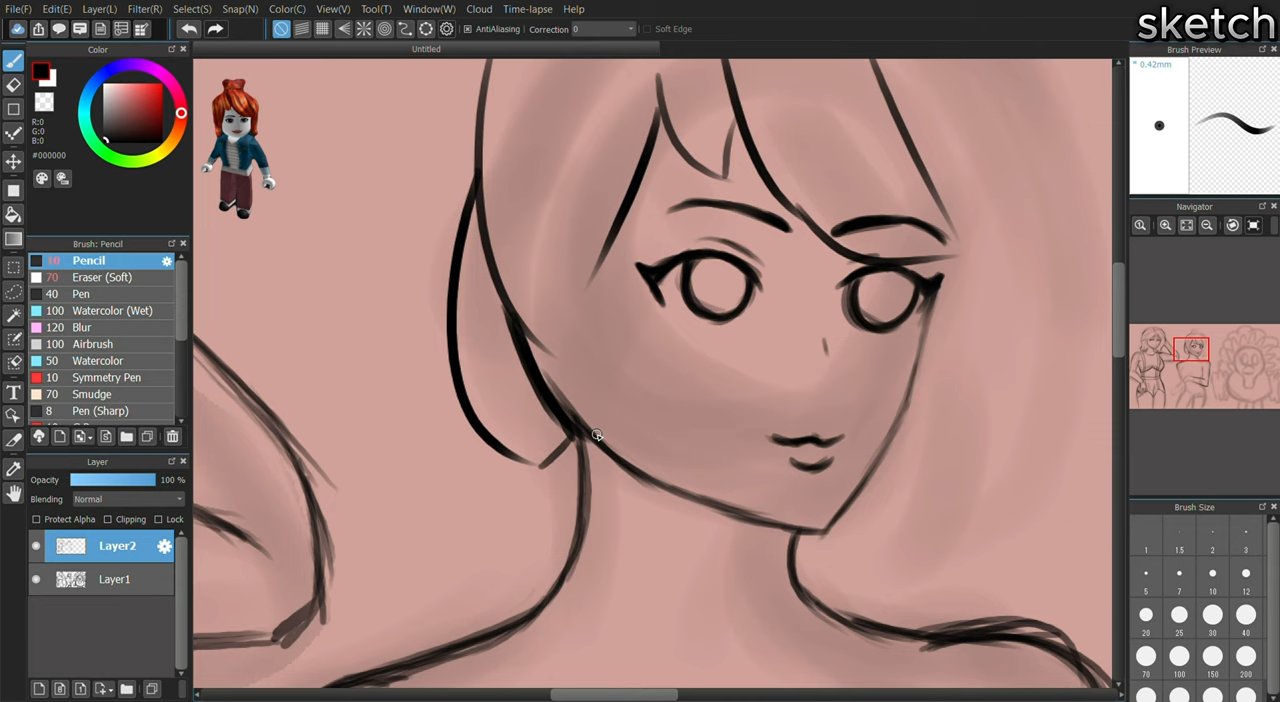 File(F) Edit(E) Layer(L) Filter(R) Select(S) Snap(N) Color(C) View(V) Tool(T) Window(W) Cloud Time-lapse Help
sketch
AntiAliasing Correction 0 Soft Edge
Color
Untitled
Brush Preview
0.42mm
R:0
G:0
B:0
#000000
Navigator
Brush: Pencil
10 Pencil
70 Eraser (Soft)
40 Pen
100 Watercolor (Wet)
120 Blur
100 Airbrush
50 Watercolor
10 Symmetry Pen
70 Smudge
8 Pen (Sharp)
Layer
Opacity 100 %
Blending Normal
Protect Alpha Clipping Lock
Layer2
Layer1
Brush Size
1 1.5 2 3
5 7 10 12
20 25 30 40
70 100 150 200